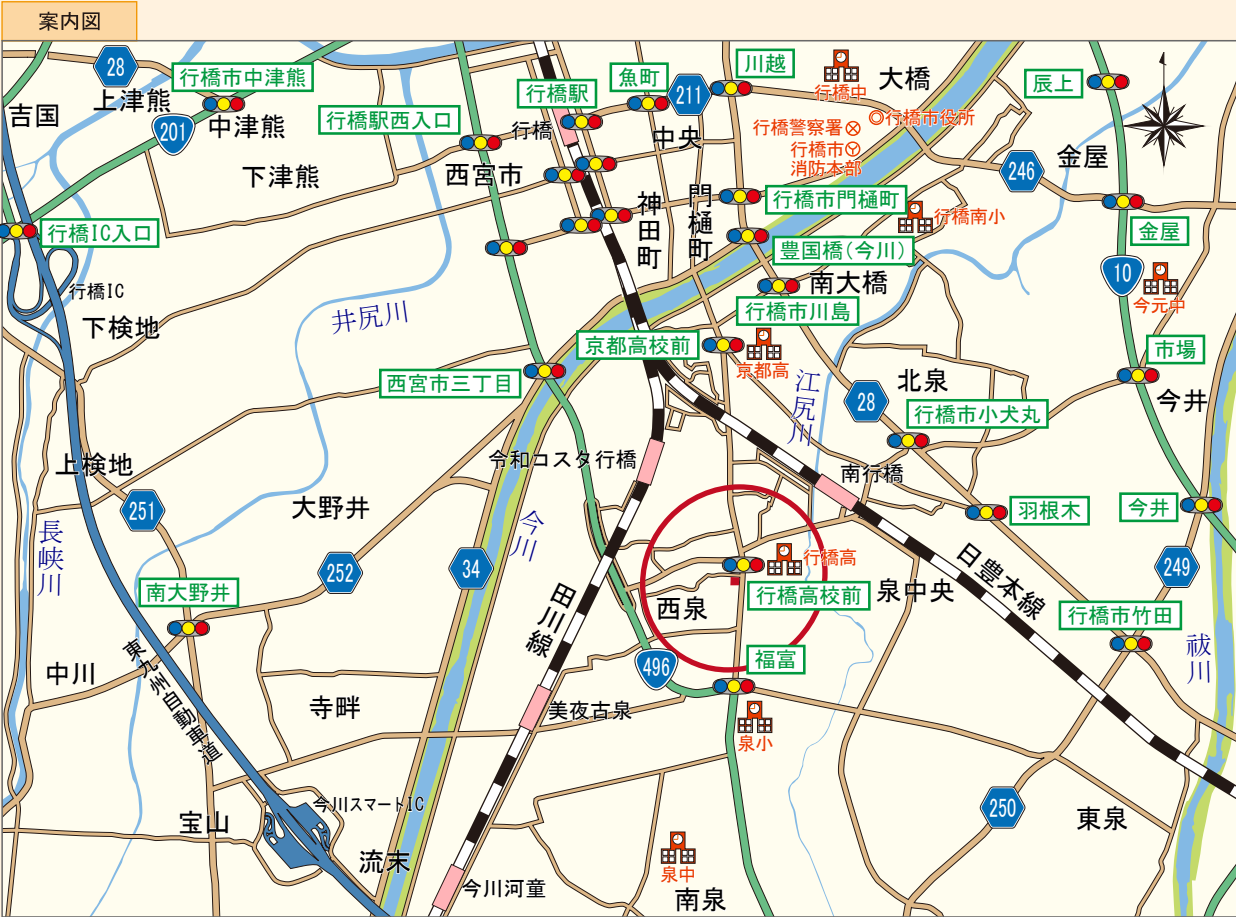 案内図
28
行橋市中津熊
上津熊
吉国
201
中津熊
下津熊
行橋駅西入口
行橋駅
行橋
魚町
211
川越
行橋中
大橋
行橋市役所
行橋警察署
行橋市
消防本部
中央
辰上
金屋
246
金屋
西宮市
神田町
門樋町
行橋市門樋町
行橋南小
行橋IC入口
行橋IC
下検地
井尻川
豊国橋(今川)
南大橋
行橋市川島
10
今元中
京都高校前
京都高
市場
今井
西宮市三丁目
江尻川
28
北泉
行橋市小犬丸
上検地
令和コスタ行橋
南行橋
251
大野井
今川
羽根木
今井
長峡川
252
34
行橋高
行橋高校前
泉中央
日豊本線
249
南大野井
田川線
西泉
行橋市竹田
祓川
中川
東九州自動車道
496
福富
寺畔
美夜古泉
泉小
今川スマートIC
宝山
流末
250
東泉
今川河童
泉中
南泉